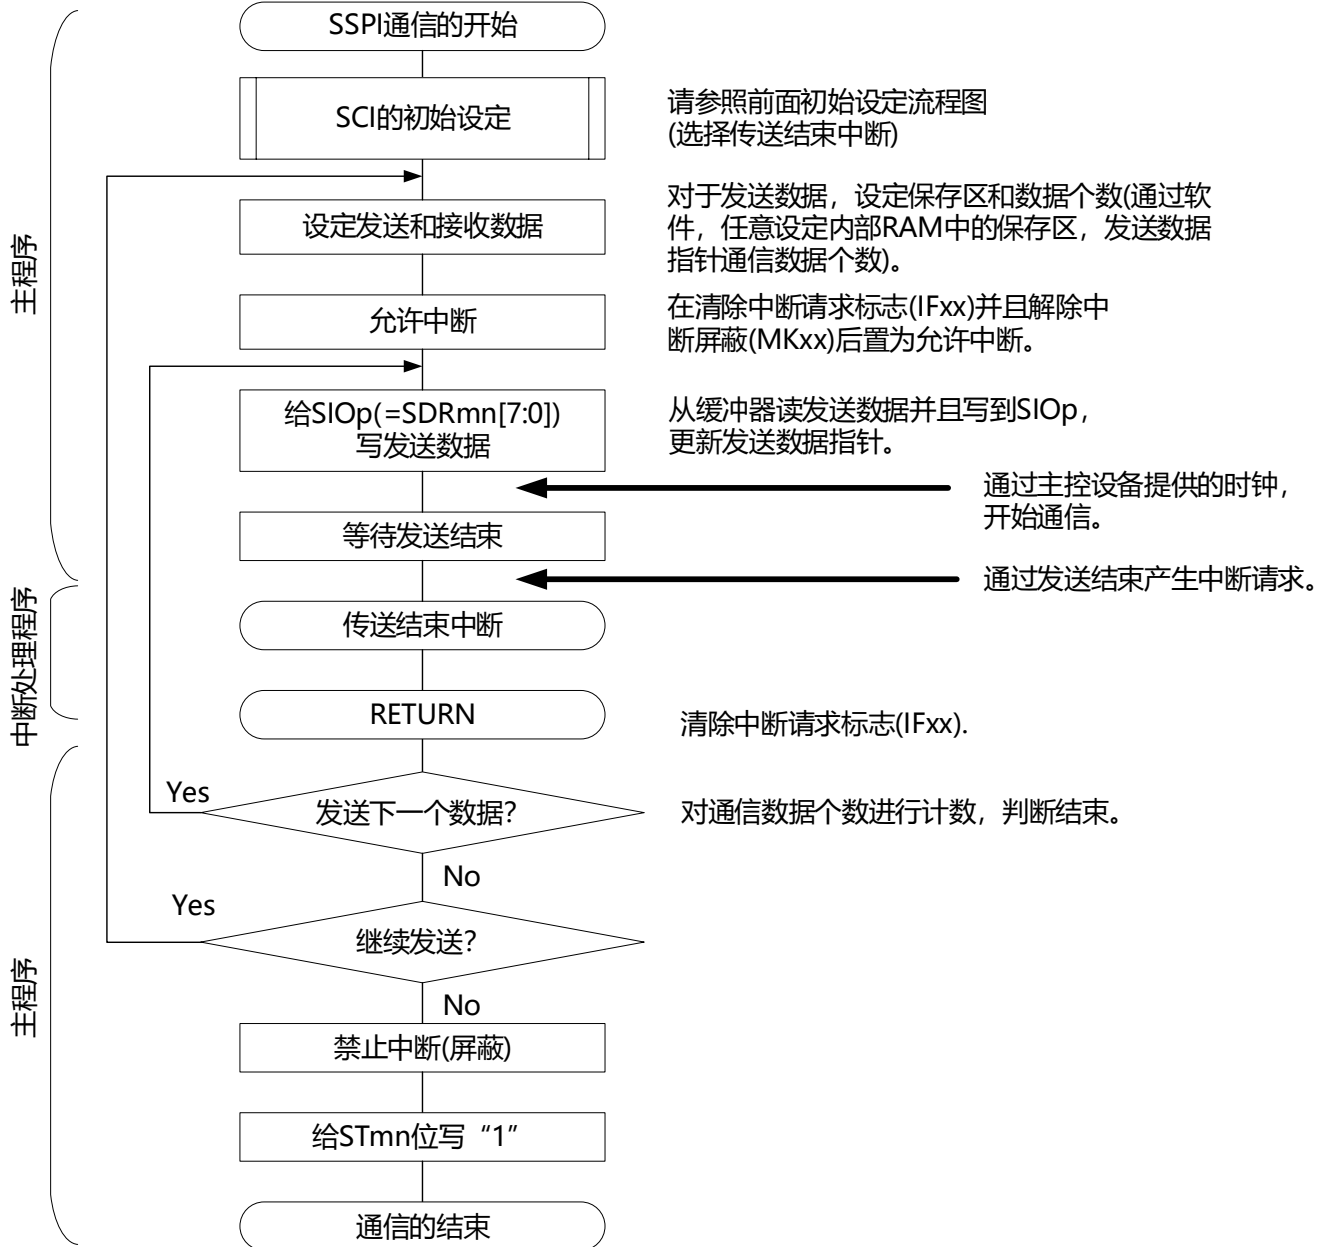 SSPI通信的开始
SCI的初始设定
请参照前面初始设定流程图
(选择传送结束中断)
设定发送和接收数据
对于发送数据，设定保存区和数据个数(通过软
件，任意设定内部RAM中的保存区，发送数据
指针通信数据个数)。
主程序
允许中断
在清除中断请求标志(IFxx)并且解除中
断屏蔽(MKxx)后置为允许中断。
给SIOp(=SDRmn[7:0])
写发送数据
从缓冲器读发送数据并且写到SIOp，
更新发送数据指针。
通过主控设备提供的时钟，
开始通信。
等待发送结束
通过发送结束产生中断请求。
传送结束中断
中断处理程序
RETURN
清除中断请求标志(IFxx).
Yes
发送下一个数据？
对通信数据个数进行计数，判断结束。
No
Yes
继续发送？
No
主程序
禁止中断(屏蔽)
给STmn位写“1”
通信的结束